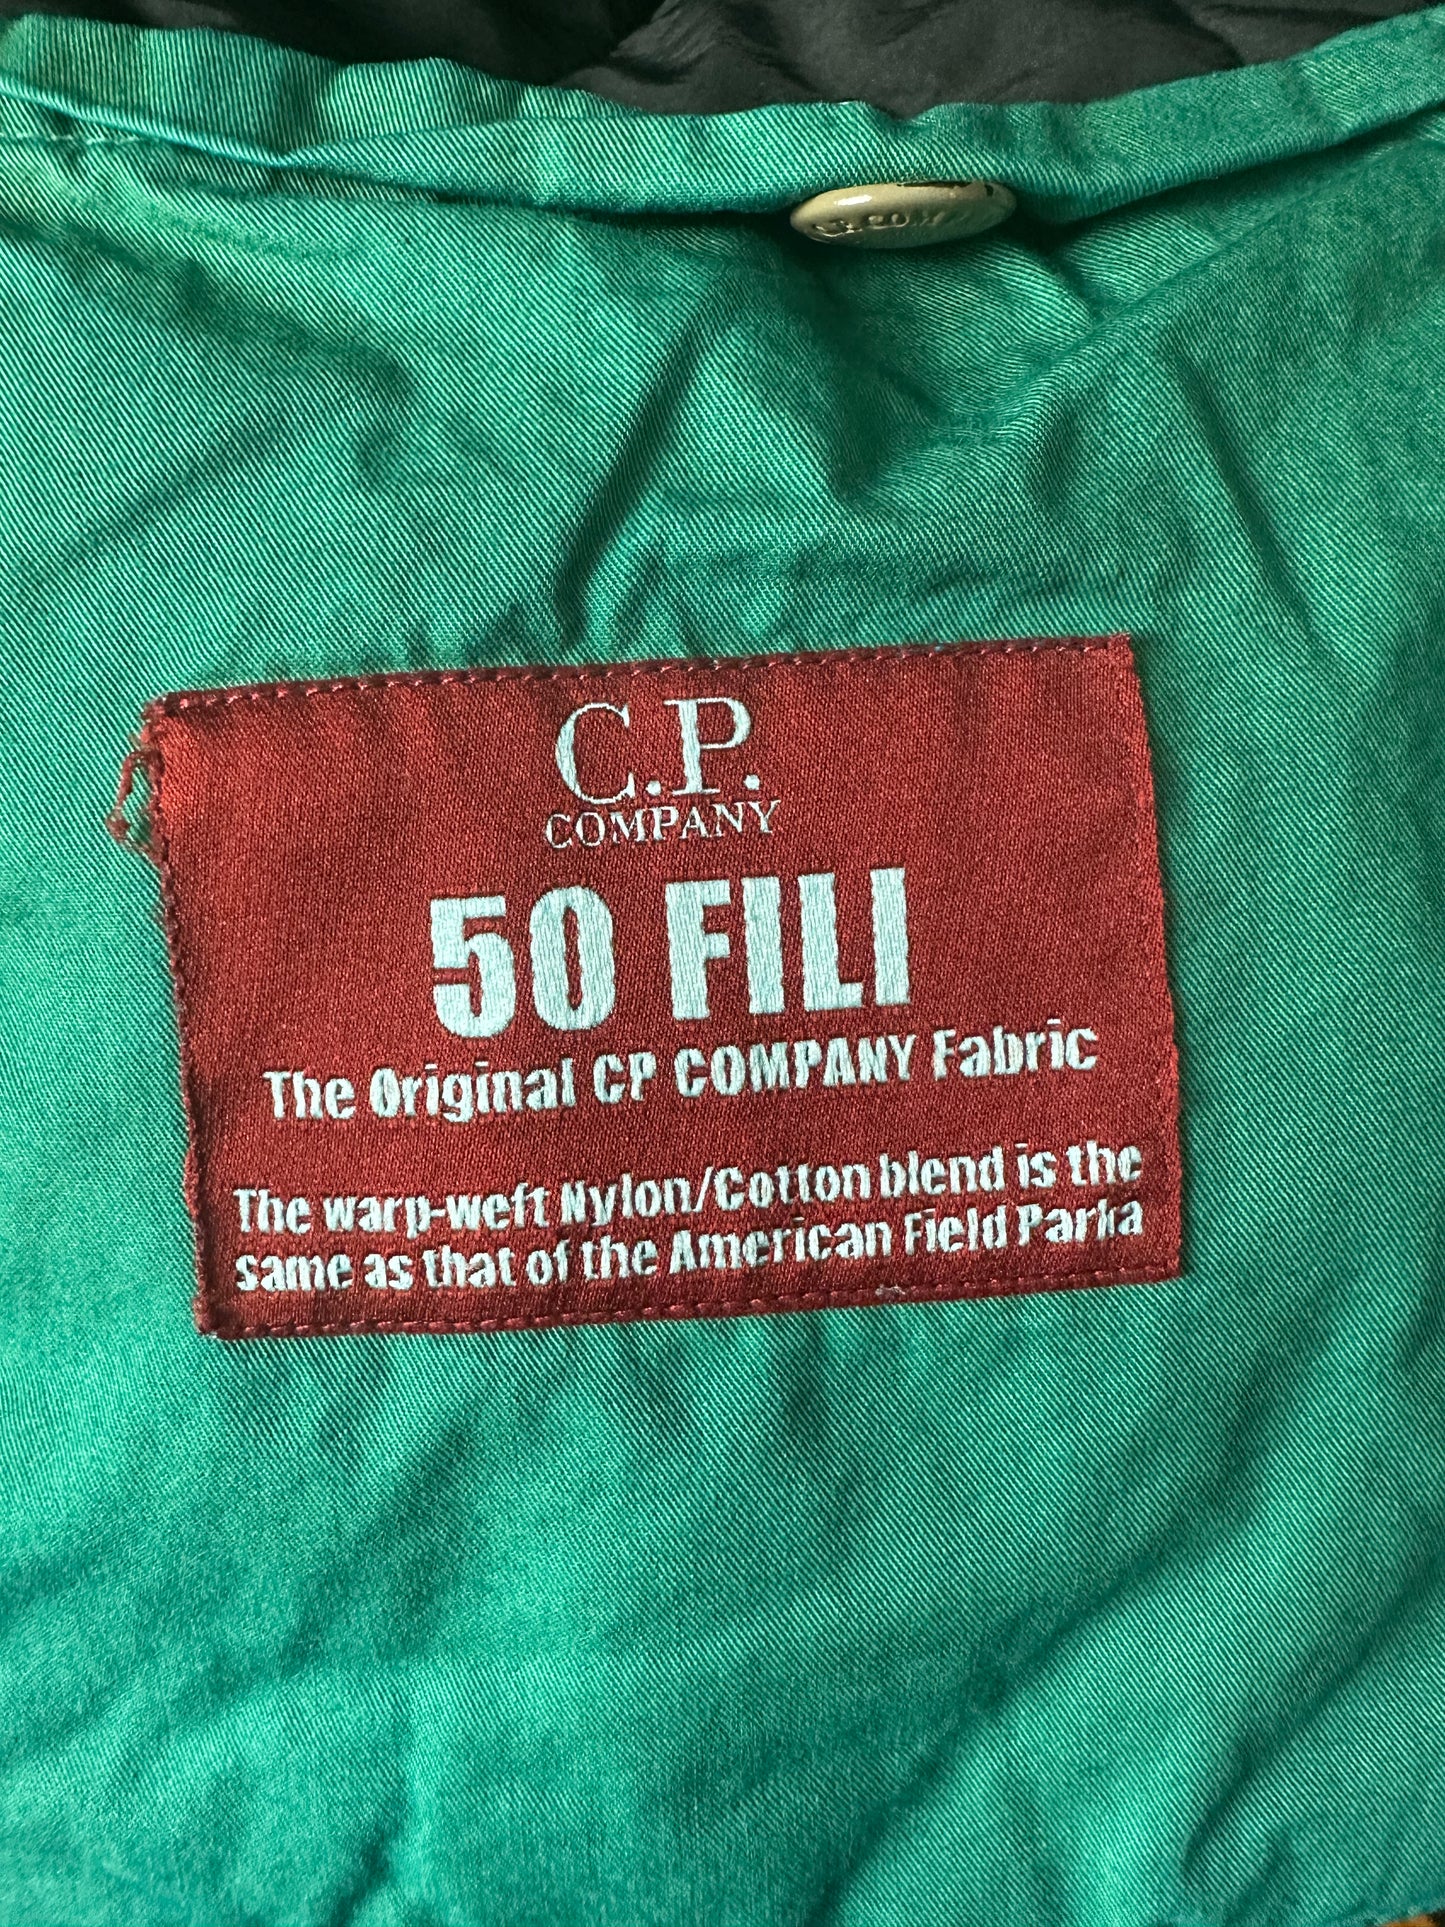 C.P.
COMPANY
50 FILI
The Original CP COMPANY Fabric
The warp-weft Nylon/Cotton blend is the
same as that of the American Field Parka